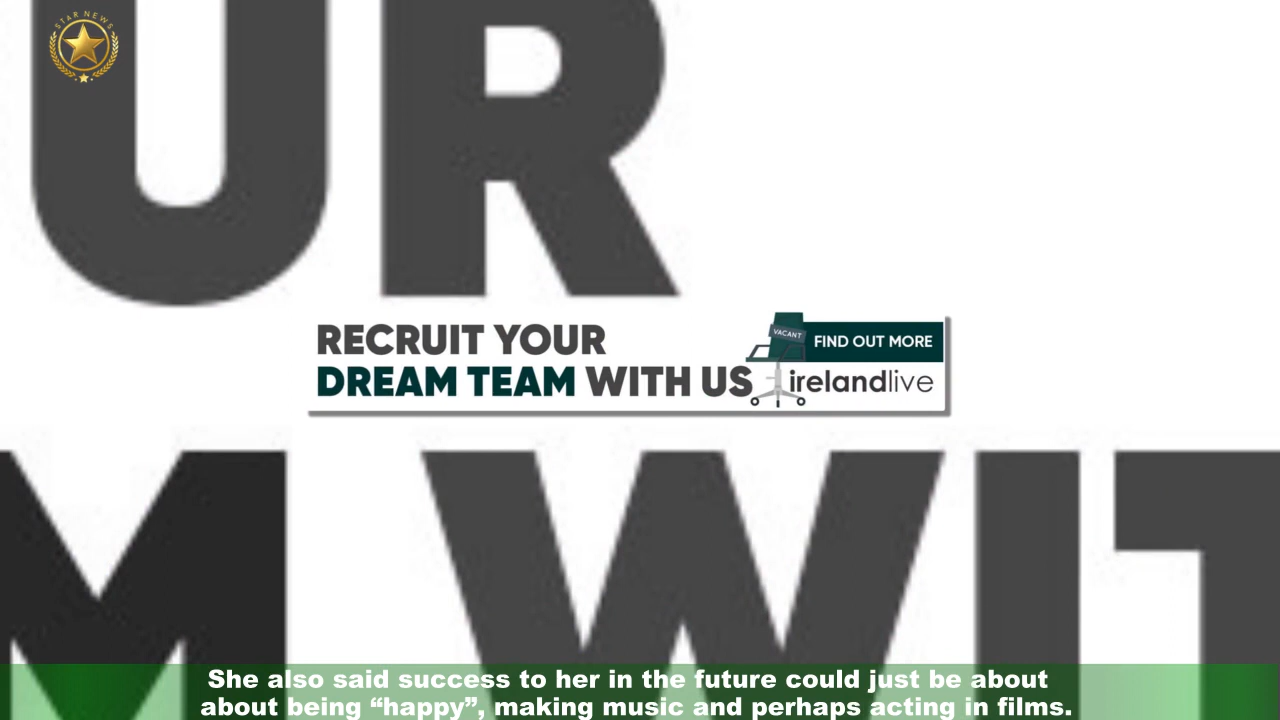 STAR NEWS
UR
RECRUIT YOUR
DREAM TEAM WITH US
VACANT
FIND OUT MORE
irelandlive
M WIT
She also said success to her in the future could just be about
about being “happy”, making music and perhaps acting in films.